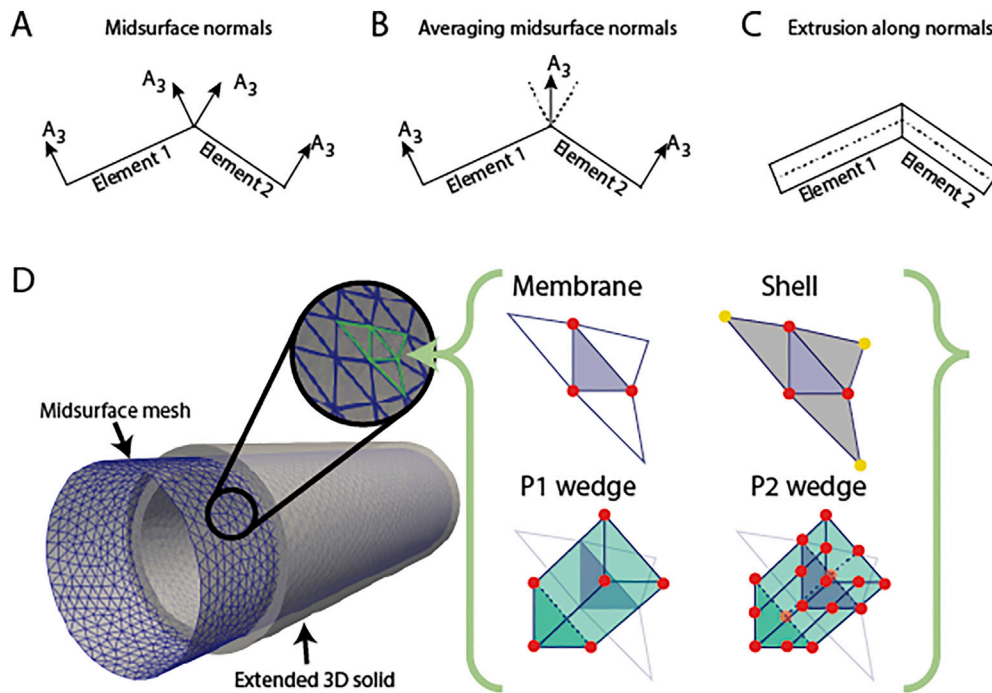 A
Midsurface normals
A3
A3
A3
A3
Element 1
Element 2
B
Averaging midsurface normals
A3
A3
A3
Element 1
Element 2
C
Extrusion along normals
Element 1
Element 2
D
Midsurface mesh
Extended 3D solid
Membrane
Shell
P1 wedge
P2 wedge